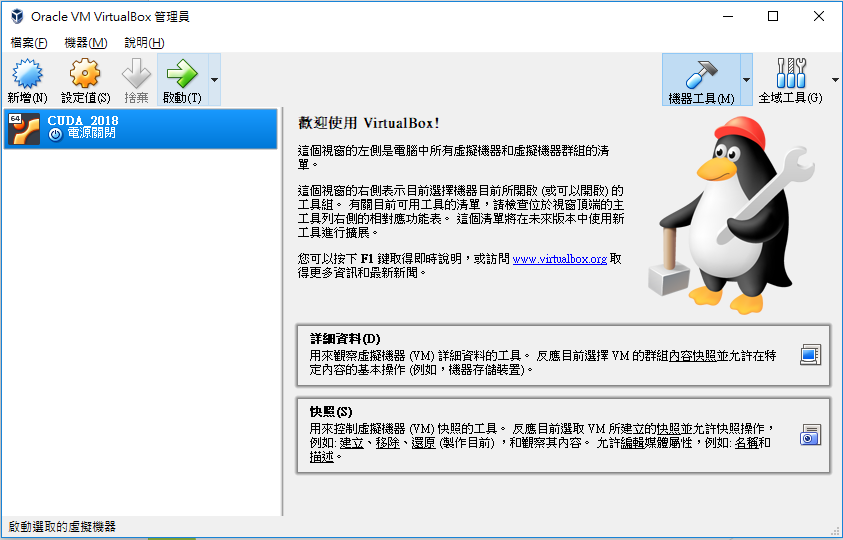 Oracle VM VirtualBox 管理員
檔案(F) 機器(M) 說明(H)
新增(N) 設定值(S) 捨棄 啟動(T) 機器工具(M) 全域工具(G)
64
CUDA_2018
電源關閉
歡迎使用 VirtualBox!
這個視窗的左側是電腦中所有虛擬機器和虛擬機器群組的清
單。
這個視窗的右側表示目前選擇機器目前所開啟 (或可以開啟) 的
工具組。 有關目前可用工具的清單，請檢查位於視窗頂端的主
工具列右側的相對應功能表。 這個清單將在未來版本中使用新
工具進行擴展。
您可以按下 F1 鍵取得即時說明，或訪問 www.virtualbox.org 取
得更多資訊和最新新聞。
詳細資料(D)
用來觀察虛擬機器 (VM) 詳細資料的工具。 反應目前選擇 VM 的群組內容快照並允許在特
定內容的基本操作 (例如，機器存儲裝置)。
快照(S)
用來控制虛擬機器 (VM) 快照的工具。 反應目前選取 VM 所建立的快照並允許快照操作，
例如: 建立、移除、還原 (製作目前) ，和觀察其內容。 允許編輯媒體屬性，例如: 名稱和
描述。
啟動選取的虛擬機器